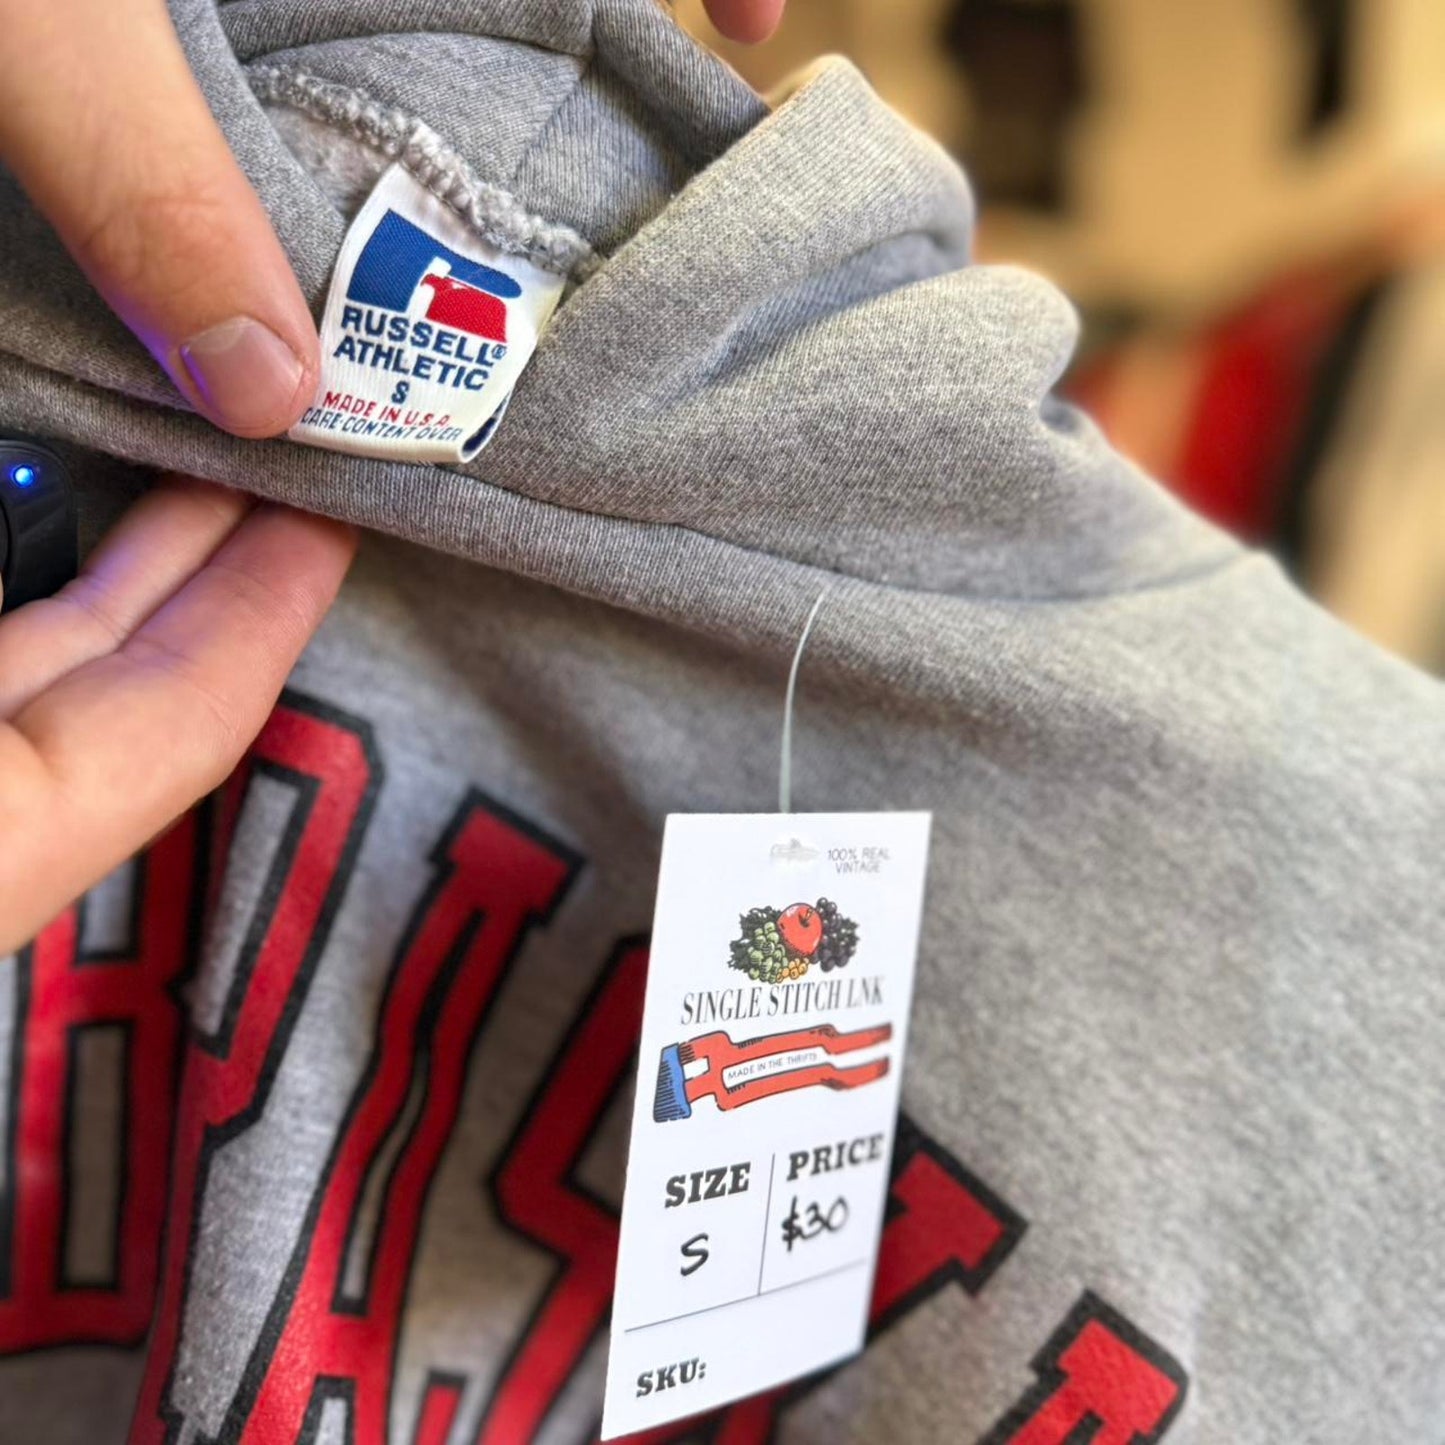 RUSSELL®
ATHLETIC
S
MADE IN U.S.A
CARE·CONTENT OVER
100% REAL
VINTAGE
SINGLE STITCH LNK
MADE IN THE THRIFTS
SIZE
S
PRICE
$30
SKU: